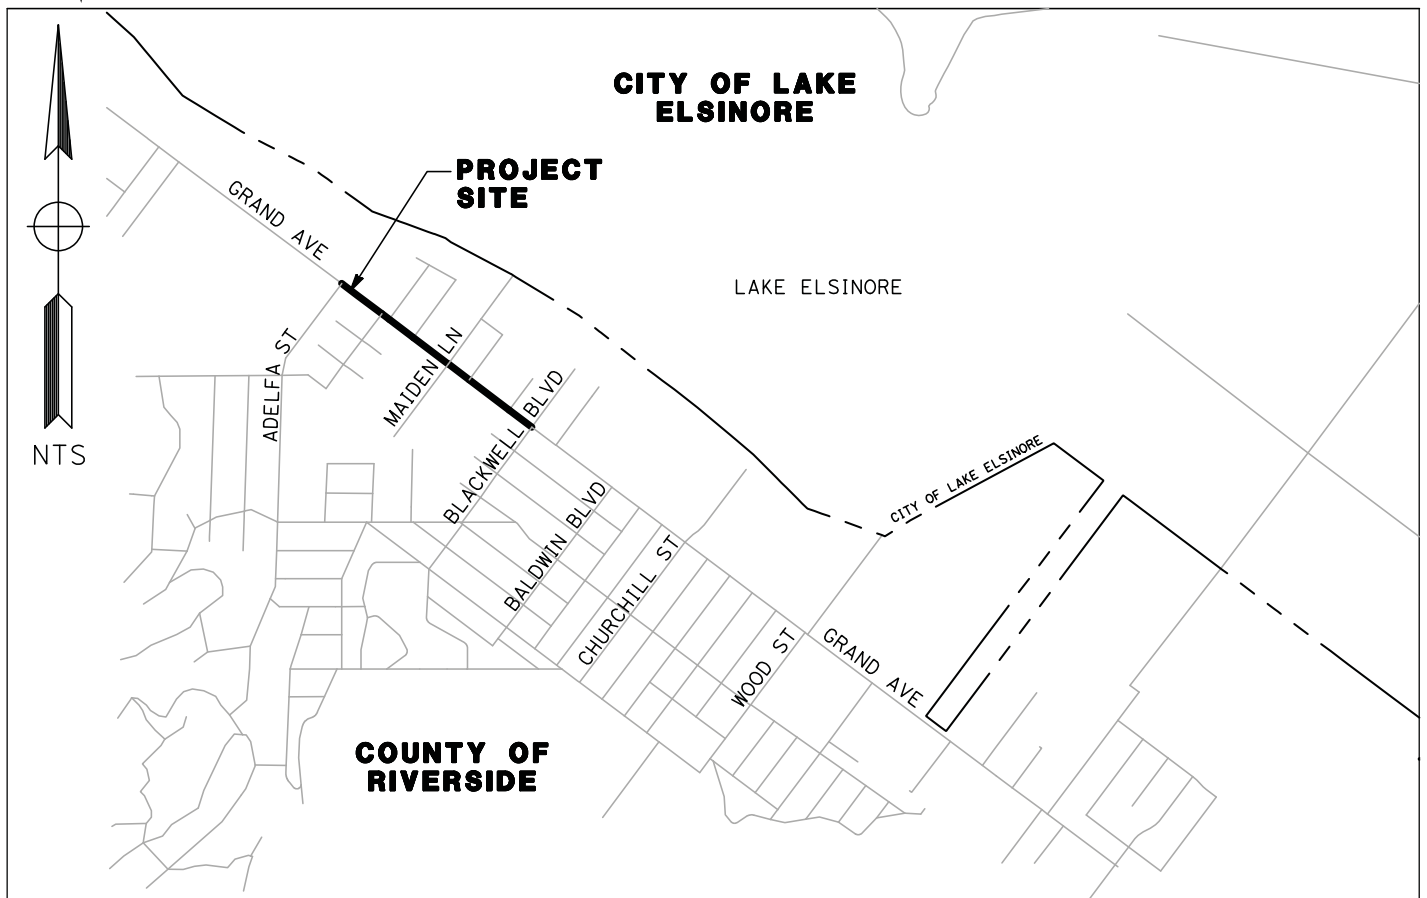 CITY OF LAKE
ELSINORE
PROJECT
SITE
GRAND AVE
LAKE ELSINORE
ADELFA ST
MAIDEN LN
BLACKWELL BLVD
NTS
CITY OF LAKE ELSINORE
BALDWIN BLVD
CHURCHILL ST
WOOD ST
GRAND AVE
COUNTY OF
RIVERSIDE